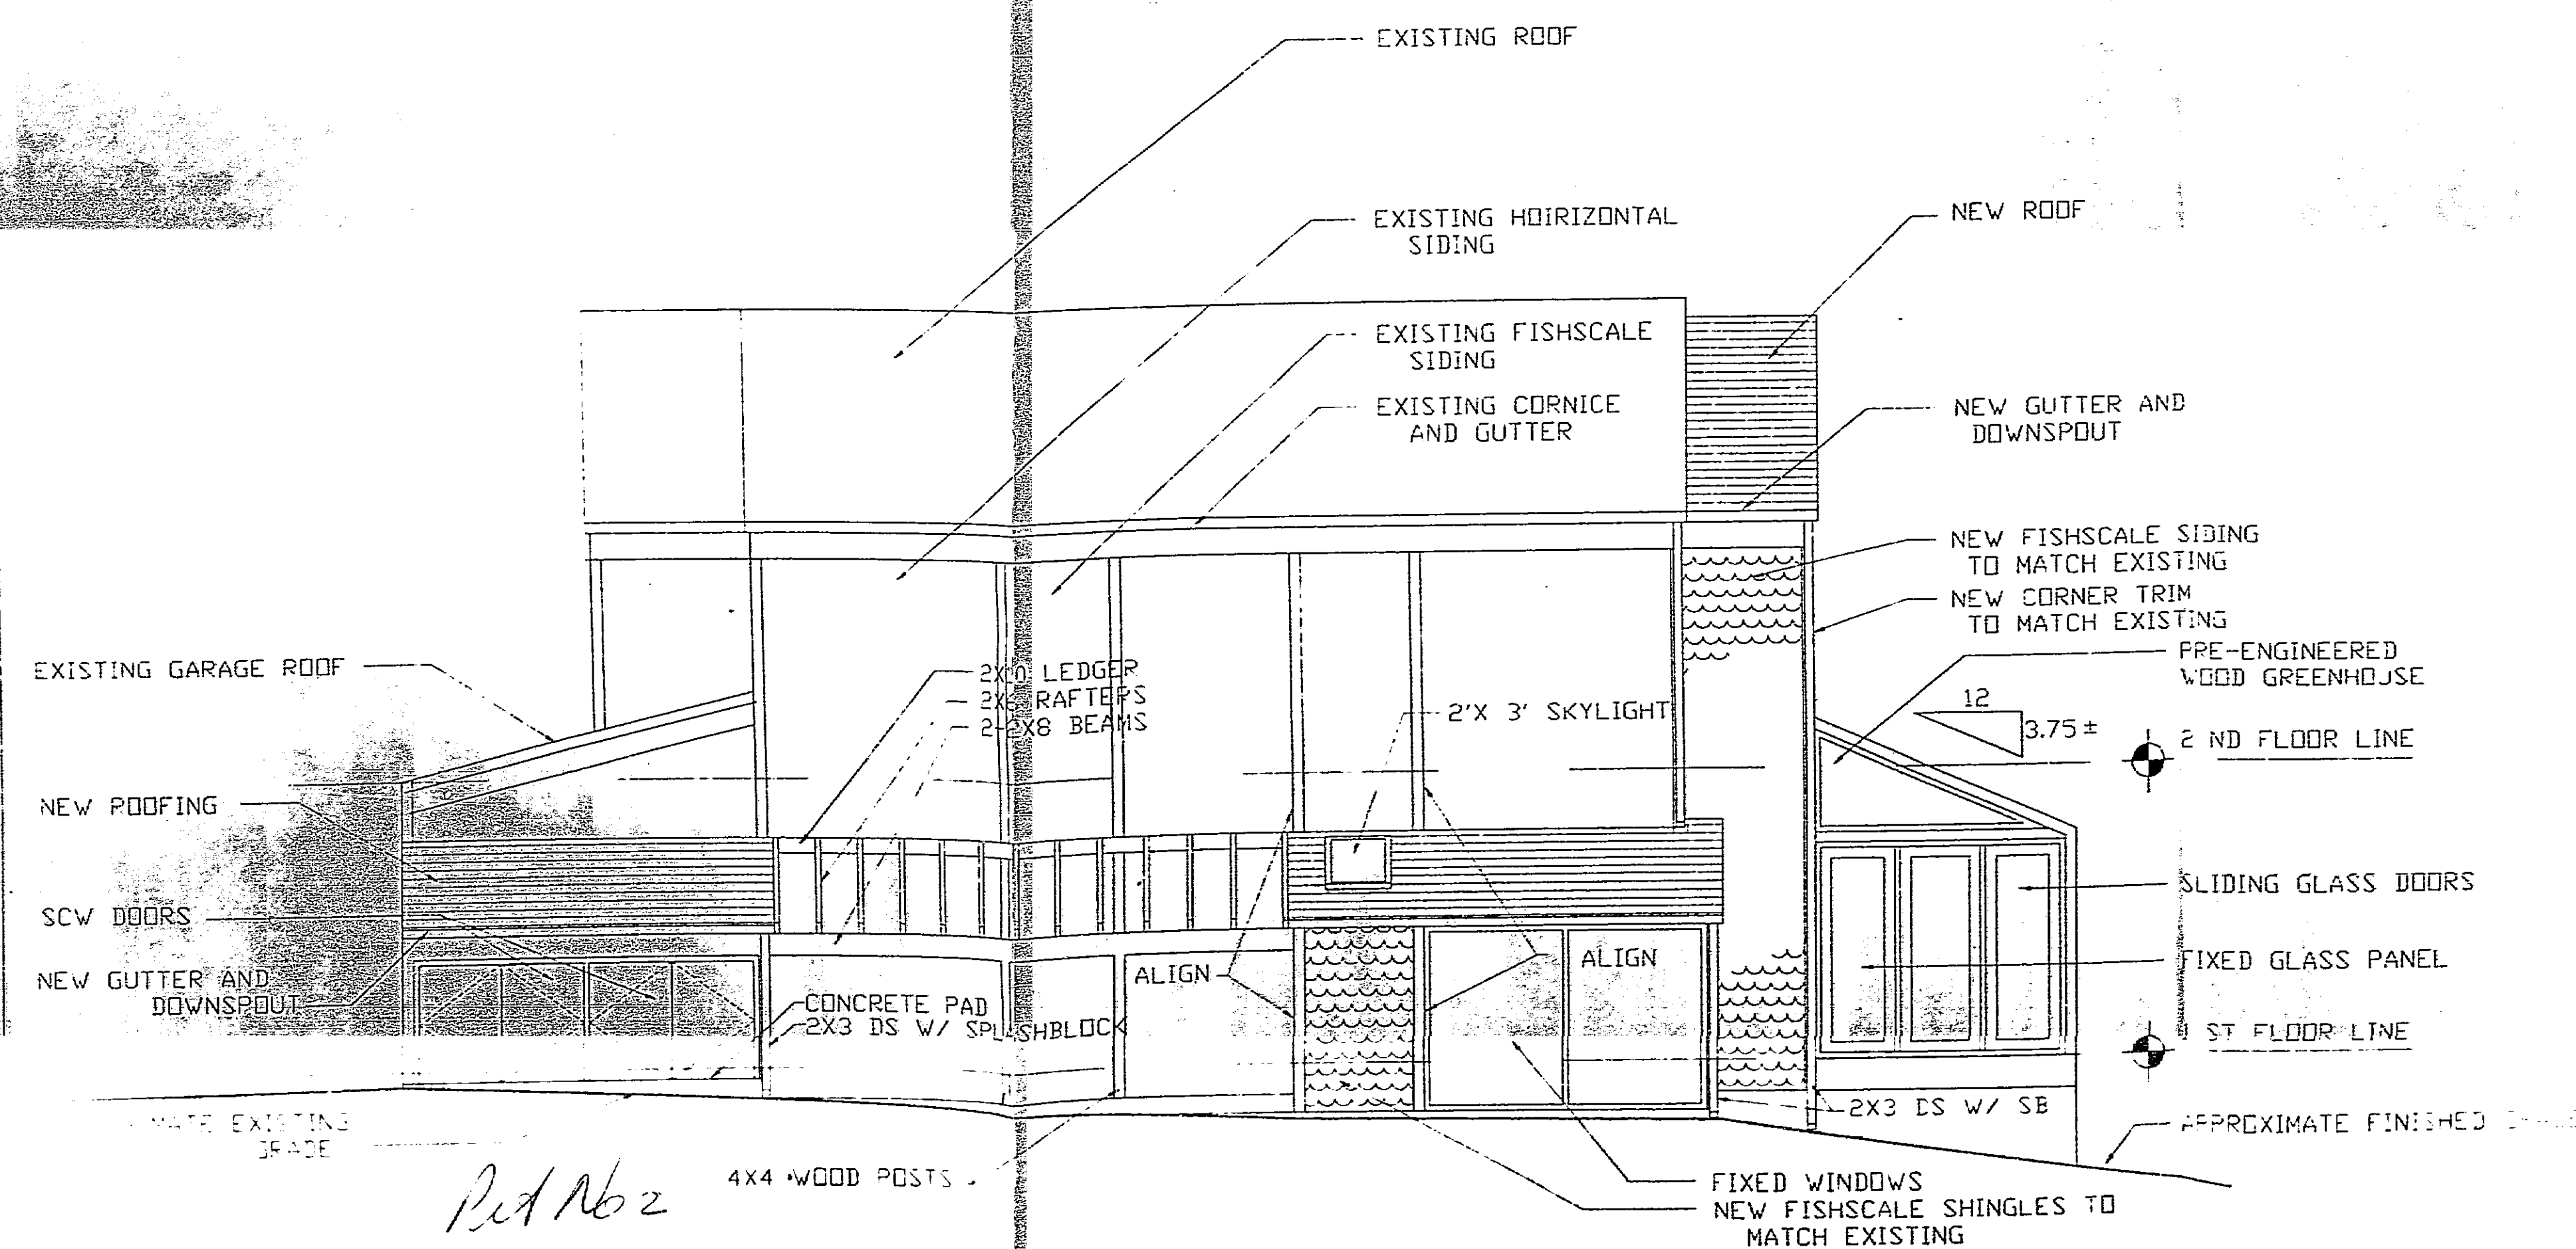 EXISTING ROOF
EXISTING HOIRIZONTAL
SIDING
NEW ROOF
EXISTING FISHSCALE
SIDING
EXISTING CORNICE
AND GUTTER
NEW GUTTER AND
DOWNSPOUT
NEW FISHSCALE SIDING
TO MATCH EXISTING
NEW CORNER TRIM
TO MATCH EXISTING
PRE-ENGINEERED
WOOD GREENHOUSE
EXISTING GARAGE ROOF
LEDGER
RAFTERS
BEAMS
2'X 3' SKYLIGHT
12
3.75 ±
2 ND FLOOR LINE
NEW ROOFING
SCW DOORS
NEW GUTTER AND
DOWNSPOUT
ALIGN
ALIGN
SLIDING GLASS DOORS
FIXED GLASS PANEL
CONCRETE PAD
2X3 DS W/ SPLASHBLOCK
1 ST FLOOR LINE
2X3 DS W/ SB
EXISTING
GRADE
APPROXIMATE FINISHED
4X4 WOOD POSTS
FIXED WINDOWS
NEW FISHSCALE SHINGLES TO
MATCH EXISTING
No 2